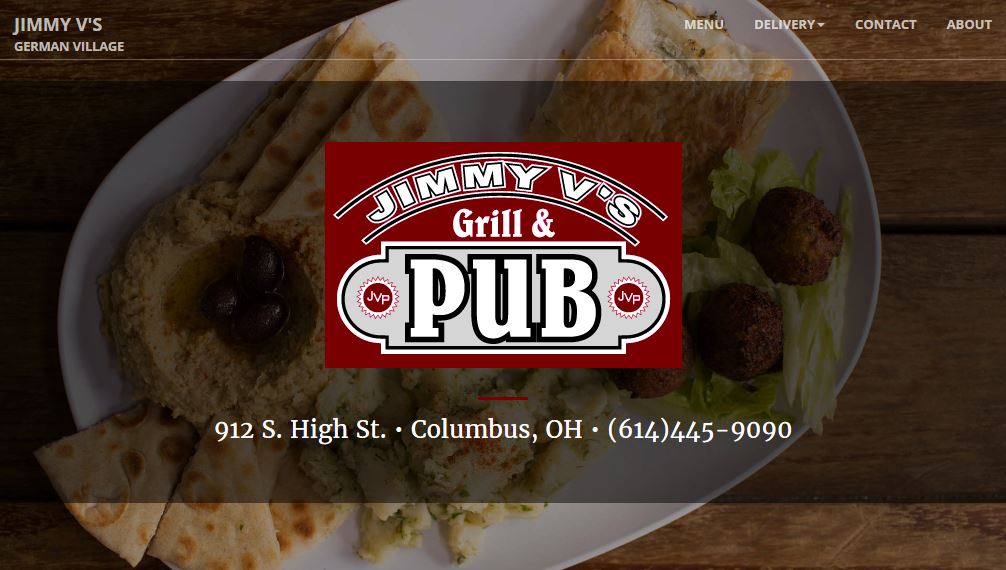 JIMMY V'S
GERMAN VILLAGE
MENU
DELIVERY
CONTACT
ABOUT
JIMMY V'S
Grill &
JVP PUB JVP
912 S. High St. • Columbus, OH • (614)445-9090